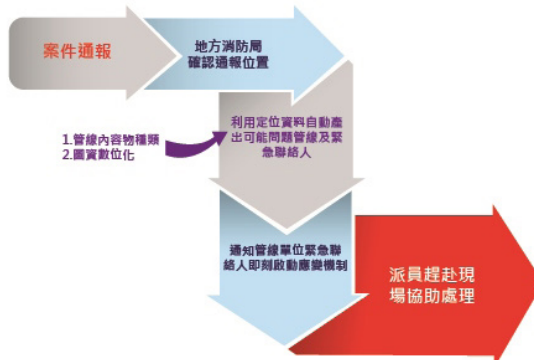 案件通報
地方消防局
確認通報位置
1.管線內容物種類
2.圖資數位化
利用定位資料自動產
出可能問題管線及緊
急聯絡人
通知管線單位緊急聯
絡人即刻啟動應變機制
派員趕赴現
場協助處理